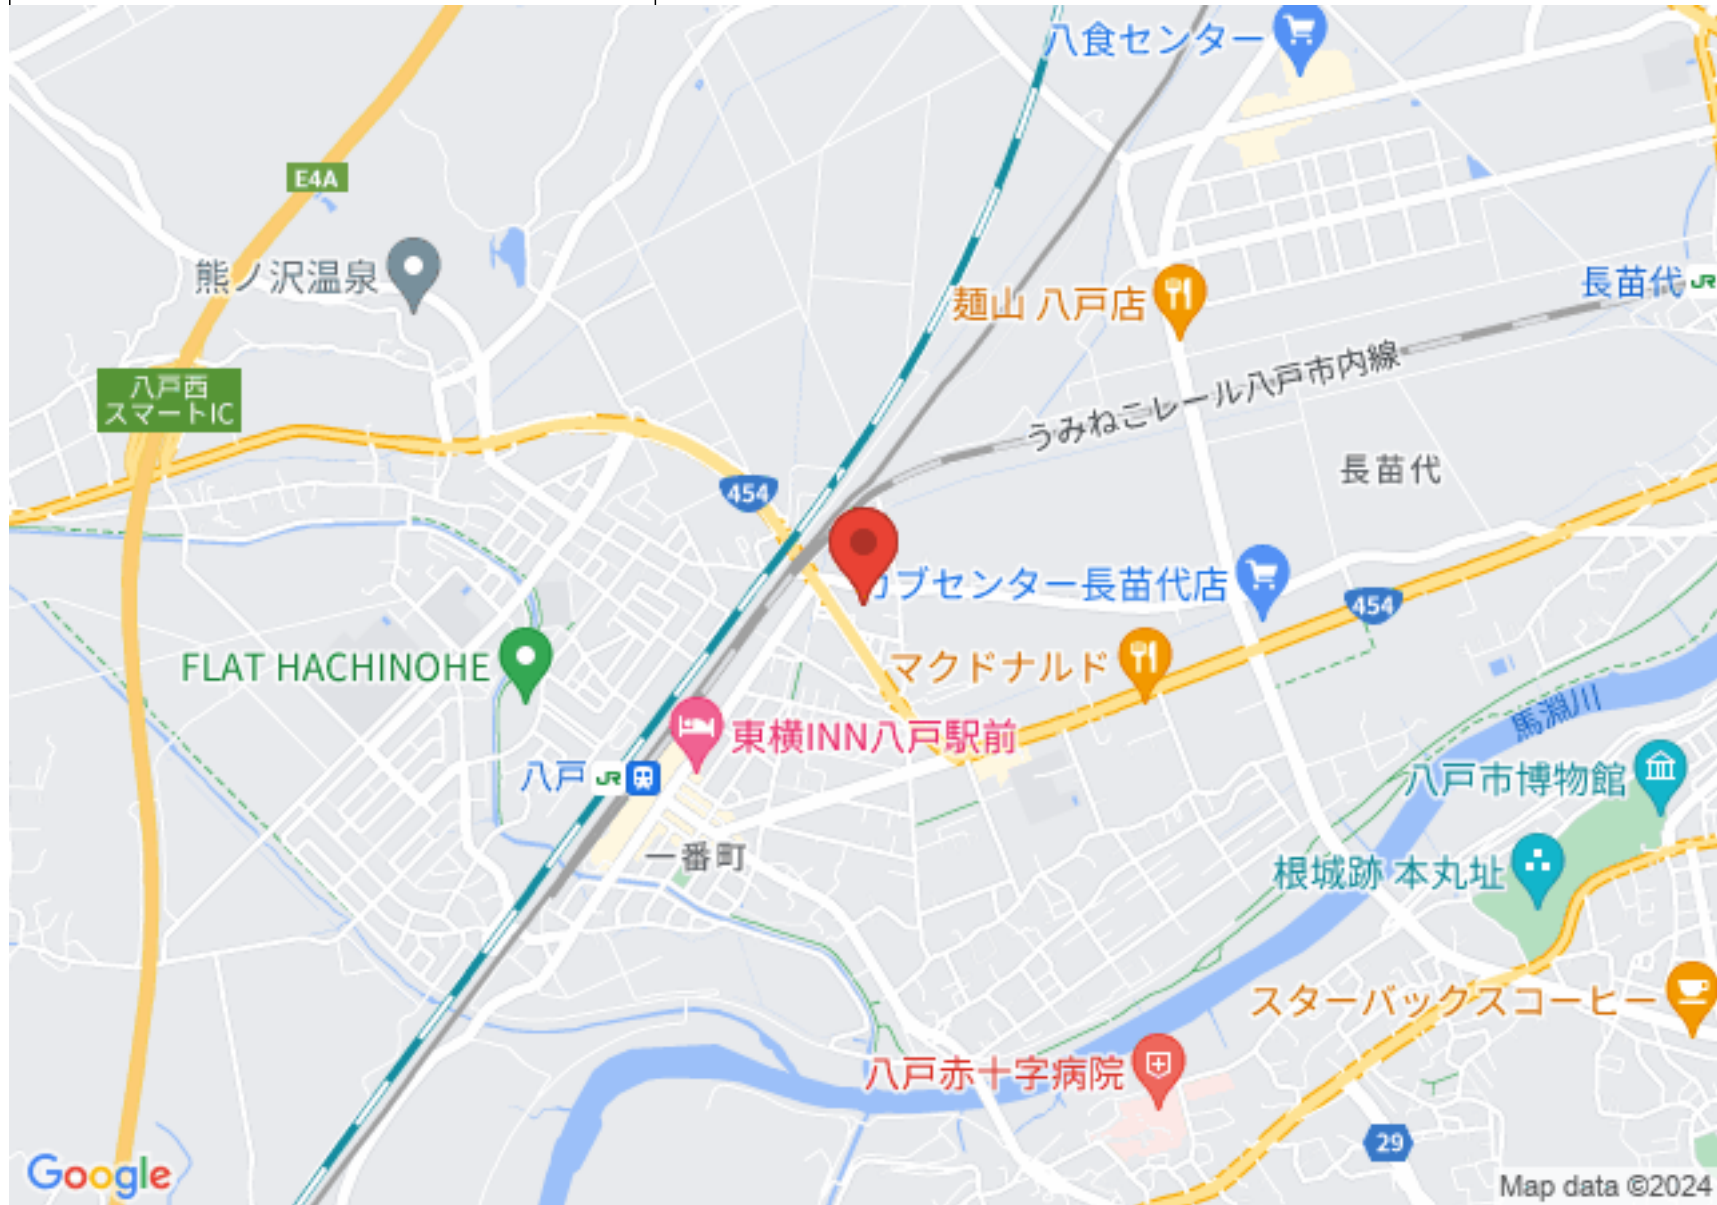 八食センター
E4A
熊ノ沢温泉
長苗代 JR
麺山 八戸店
うみねこレール八戸市内線
八戸西
スマートIC
長苗代
454
カブセンター長苗代店
454
FLAT HACHINOHE
マクドナルド
馬淵川
東横INN八戸駅前
八戸 JR
八戸市博物館
一番町
根城跡 本丸址
スターバックスコーヒー
八戸赤十字病院
29
Google
Map data ©2024